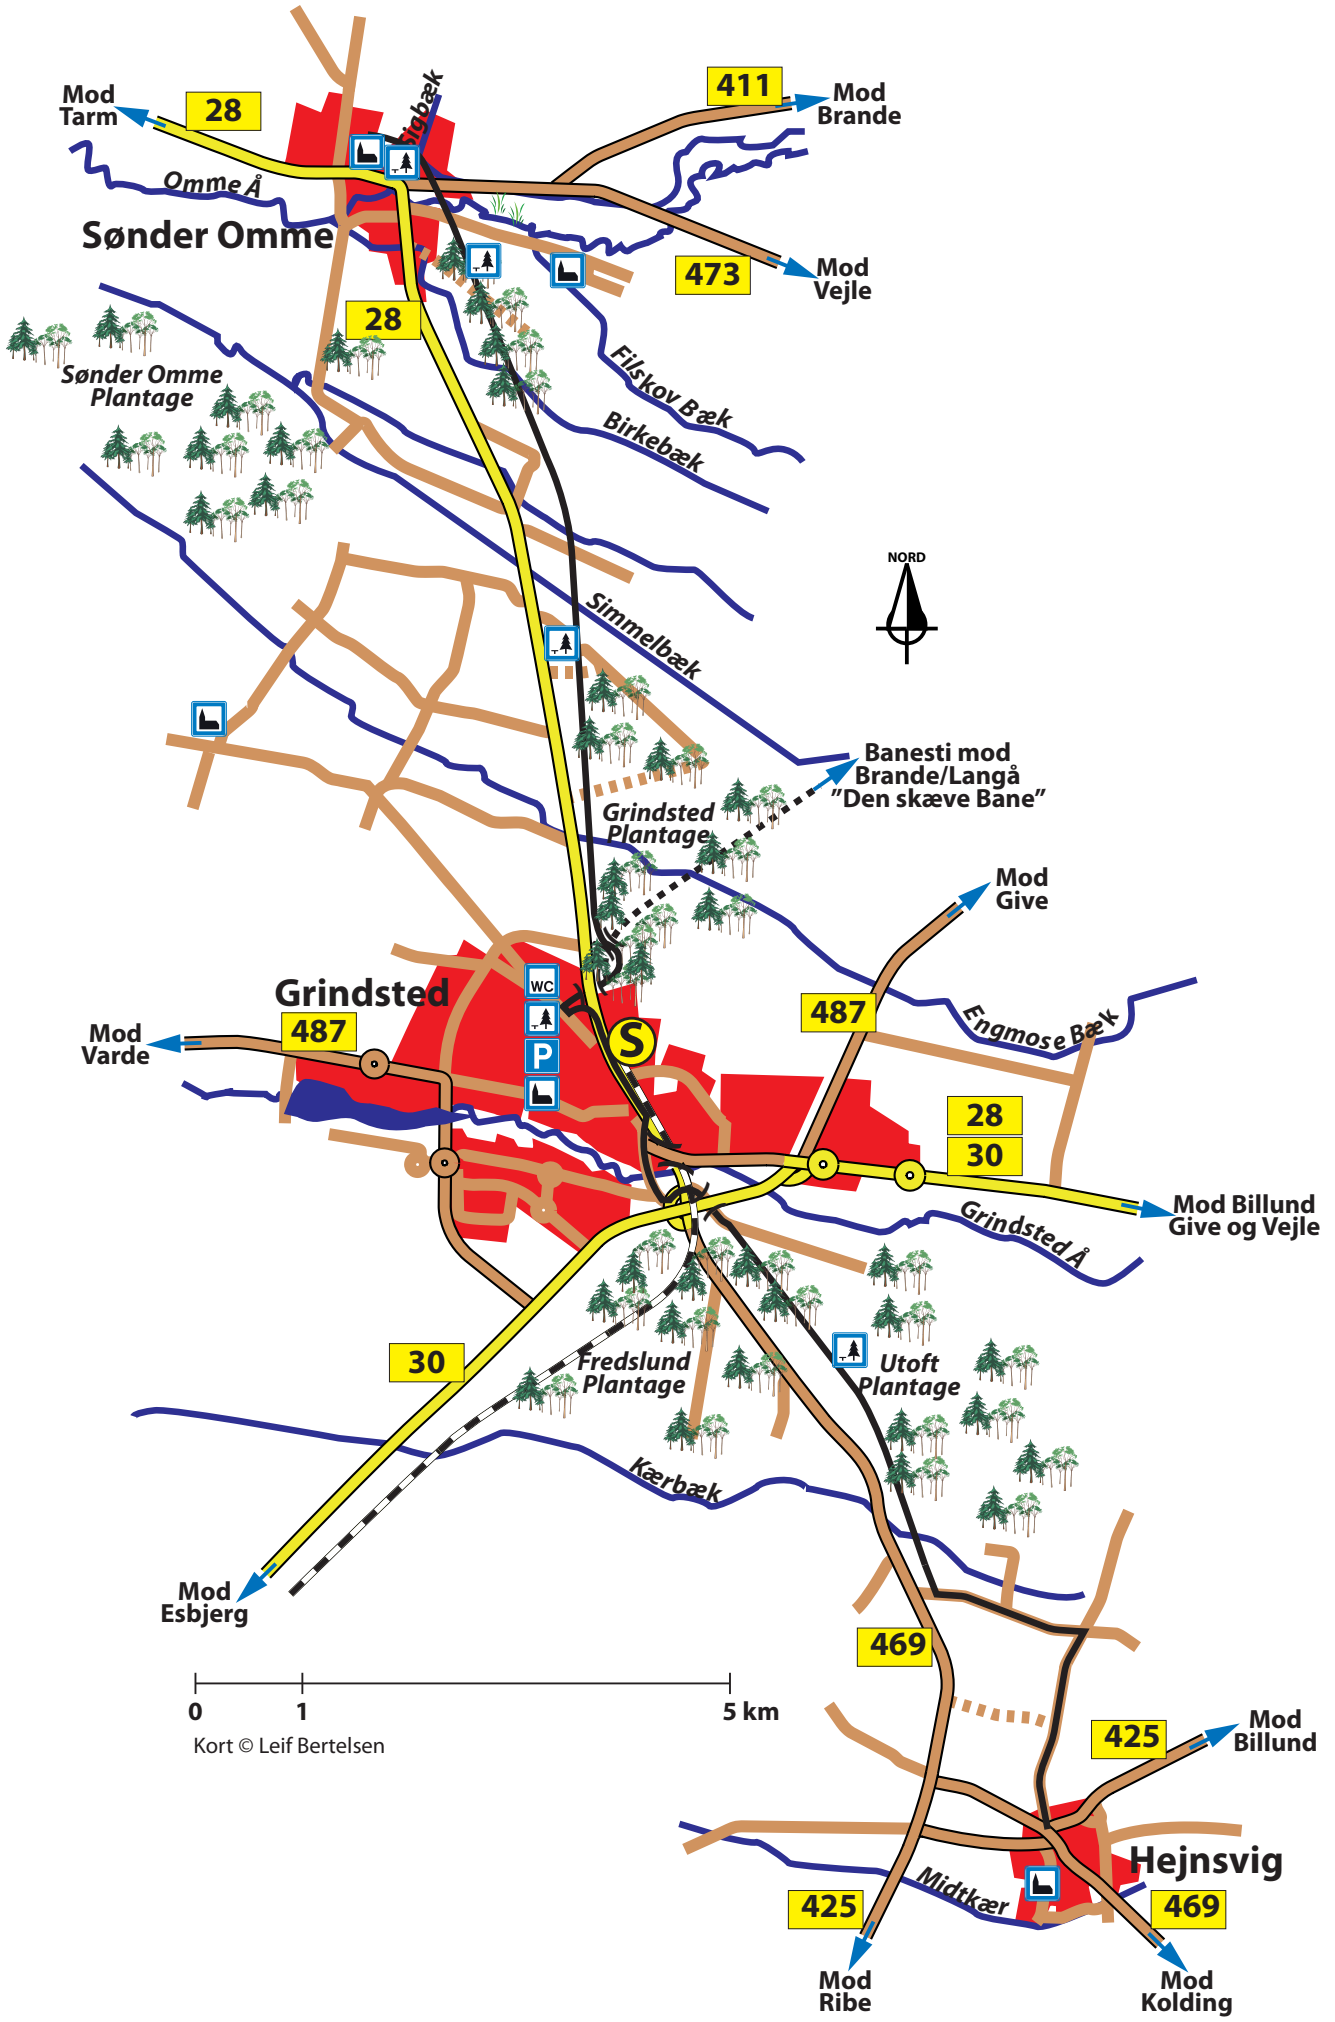 411
Mod
Brande
Mod
Tarm
28
Sigbæk
Omme Å
Sønder Omme
473
Mod
Vejle
28
Filskov Bæk
Sønder Omme
Plantage
Birkebæk
NORD
Simmelbæk
Banesti mod
Brande/Langå
"Den skæve Bane"
Grindsted
Plantage
Mod
Give
Grindsted
WC
487
487
Mod
Varde
S
P
Engmose Bæk
28
30
Mod Billund
Give og Vejle
Grindsted Å
30
Fredslund
Plantage
Utoft
Plantage
Kærbæk
Mod
Esbjerg
469
0
1
5 km
Kort © Leif Bertelsen
425
Mod
Billund
Hejnsvig
Midtkær
425
469
Mod
Ribe
Mod
Kolding